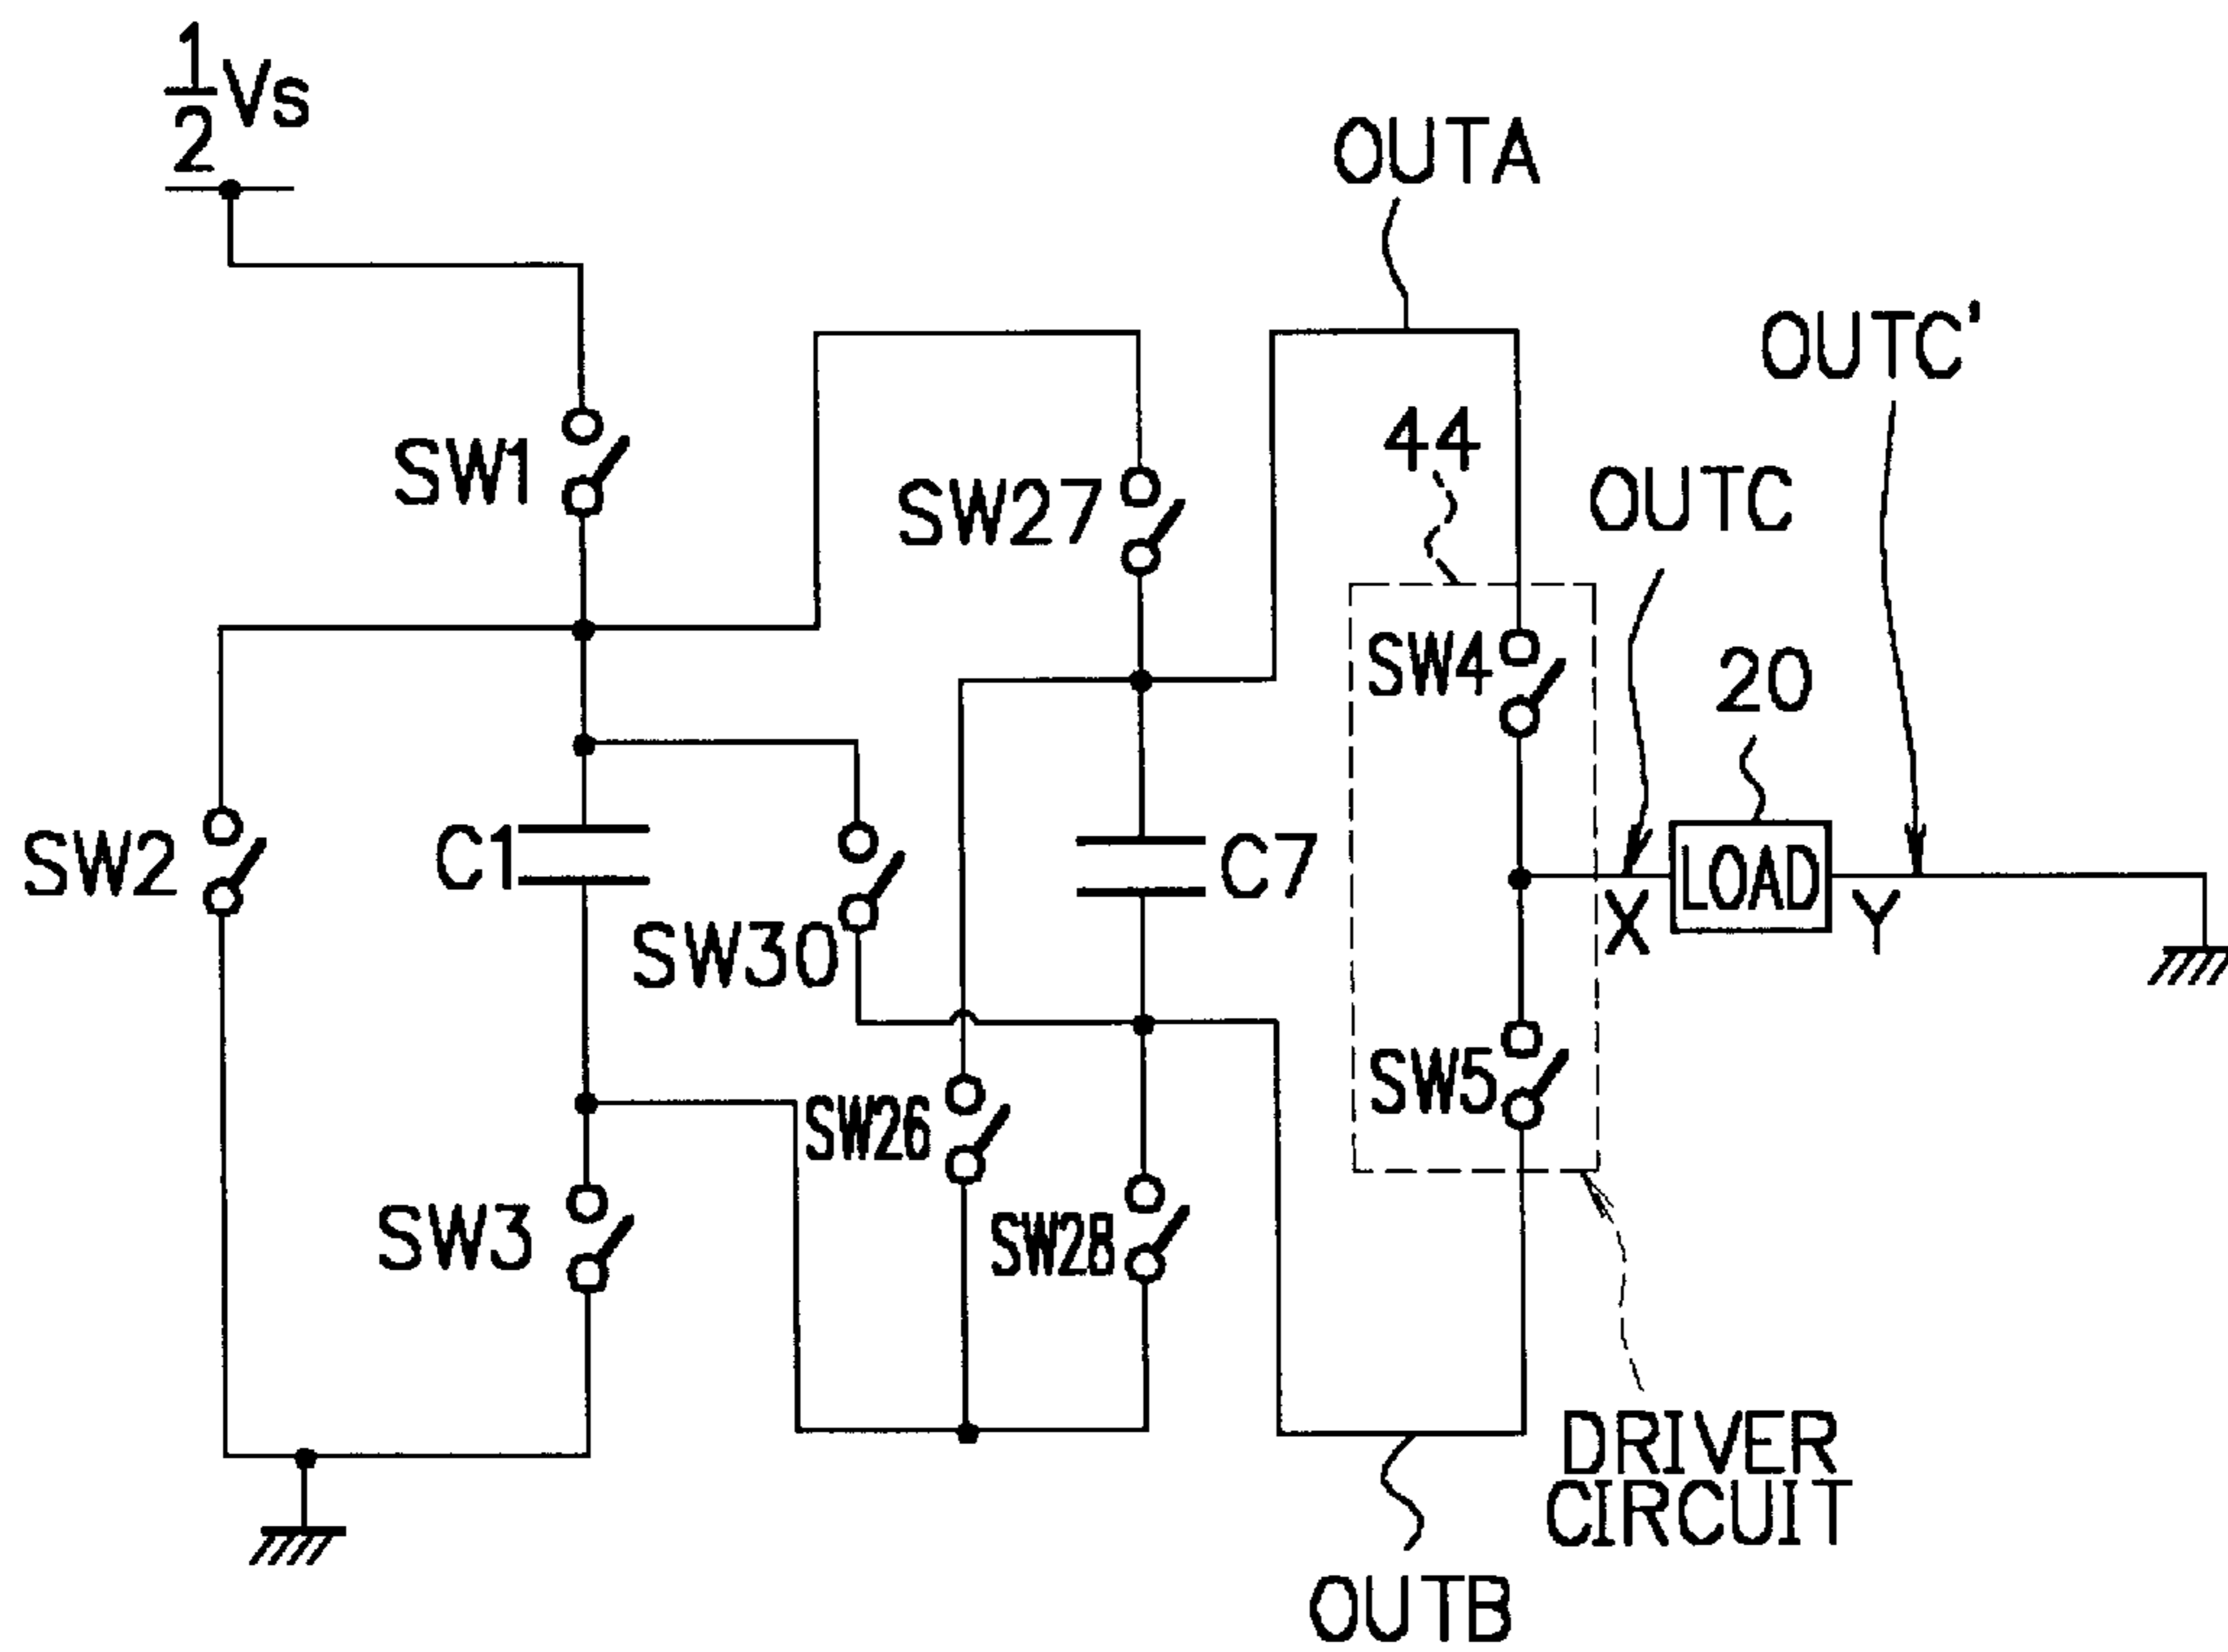 1/2 Vs
OUTA
OUTC'
44
OUTC
SW1
SW27
SW4
20
SW2
C1
C7
LOAD
X
Y
SW30
SW5
SW26
SW3
SW28
DRIVER
CIRCUIT
OUTB